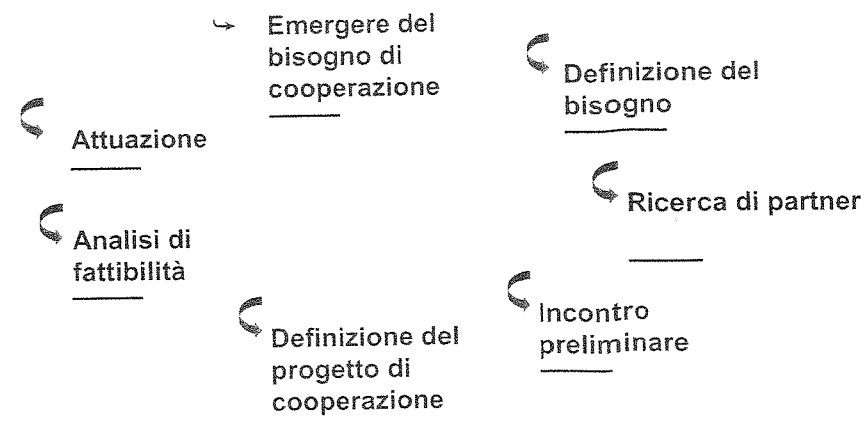 Emergere del
bisogno di
cooperazione
Definizione del
bisogno
Ricerca di partner
Incontro
preliminare
Definizione del
progetto di
cooperazione
Analisi di
fattibilità
Attuazione